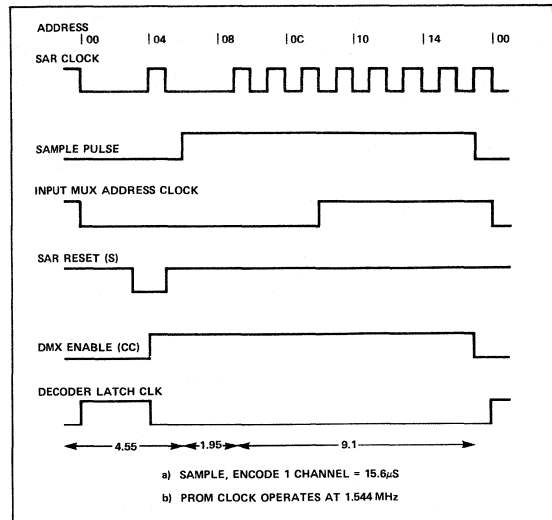 ADDRESS
|00 |04 |08 |0C |10 |14 |00
SAR CLOCK
SAMPLE PULSE
INPUT MUX ADDRESS CLOCK
SAR RESET (S)
DMX ENABLE (CC)
DECODER LATCH CLK
4.55 1.95 9.1
a) SAMPLE, ENCODE 1 CHANNEL = 15.6μS
b) PROM CLOCK OPERATES AT 1.544 MHz